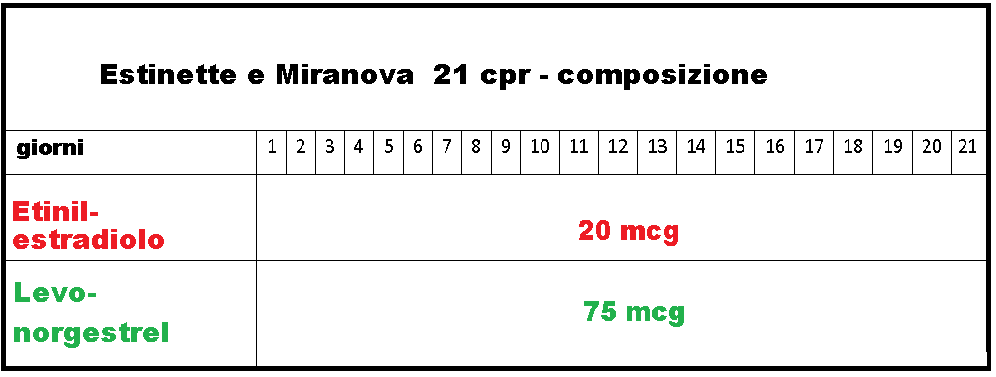 Estinette e Miranova 21 cpr - composizione
giorni 1 2 3 4 5 6 7 8 9 10 11 12 13 14 15 16 17 18 19 20 21
Etinil-
estradiolo
20 mcg
Levo-
norgestrel
75 mcg